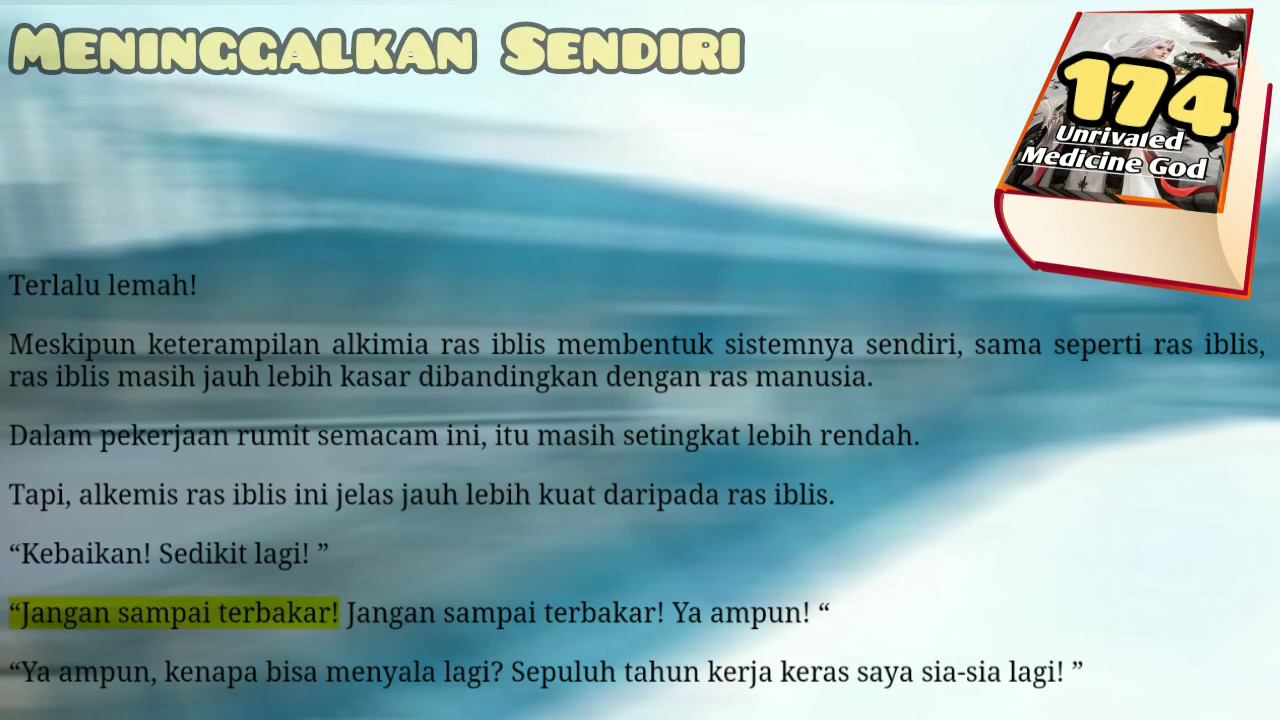 Meninggalkan Sendiri
174
Unrivaled
Medicine God
Terlalu lemah!
Meskipun keterampilan alkimia ras iblis membentuk sistemnya sendiri, sama seperti ras iblis,
ras iblis masih jauh lebih kasar dibandingkan dengan ras manusia.
Dalam pekerjaan rumit semacam ini, itu masih setingkat lebih rendah.
Tapi, alkemis ras iblis ini jelas jauh lebih kuat daripada ras iblis.
“Kebaikan! Sedikit lagi! ”
“Jangan sampai terbakar! Jangan sampai terbakar! Ya ampun! “
“Ya ampun, kenapa bisa menyala lagi? Sepuluh tahun kerja keras saya sia-sia lagi! ”